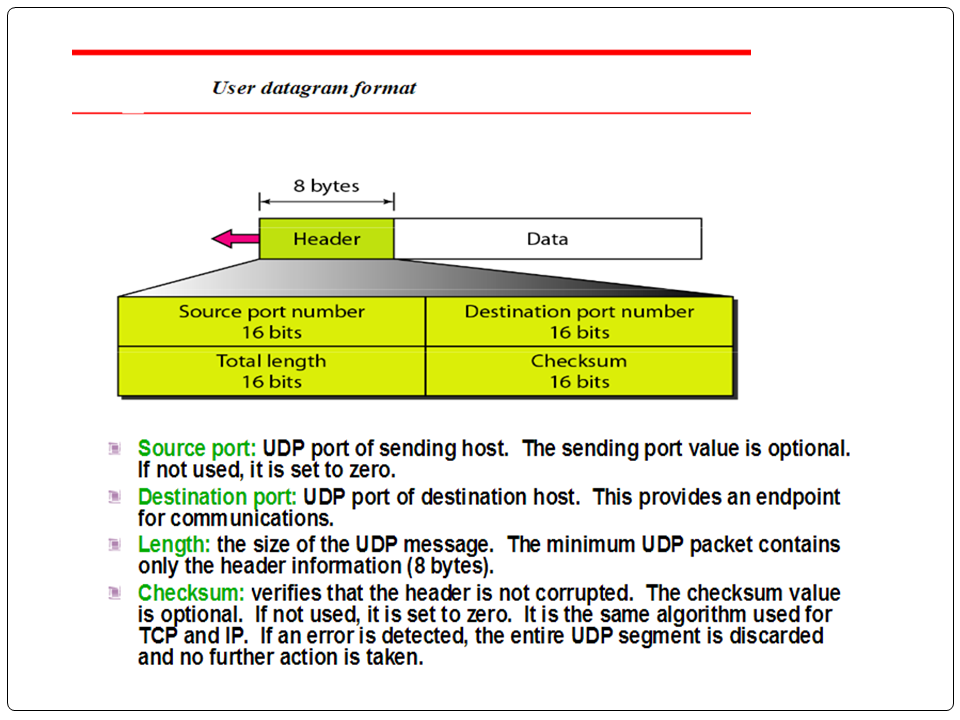 User datagram format
8 bytes
Header Data
Source port number Destination port number
16 bits 16 bits
Total length Checksum
16 bits 16 bits
Source port: UDP port of sending host. The sending port value is optional.
If not used, it is set to zero.
Destination port: UDP port of destination host. This provides an endpoint
for communications.
Length: the size of the UDP message. The minimum UDP packet contains
only the header information (8 bytes).
Checksum: verifies that the header is not corrupted. The checksum value
is optional. If not used, it is set to zero. It is the same algorithm used for
TCP and IP. If an error is detected, the entire UDP segment is discarded
and no further action is taken.